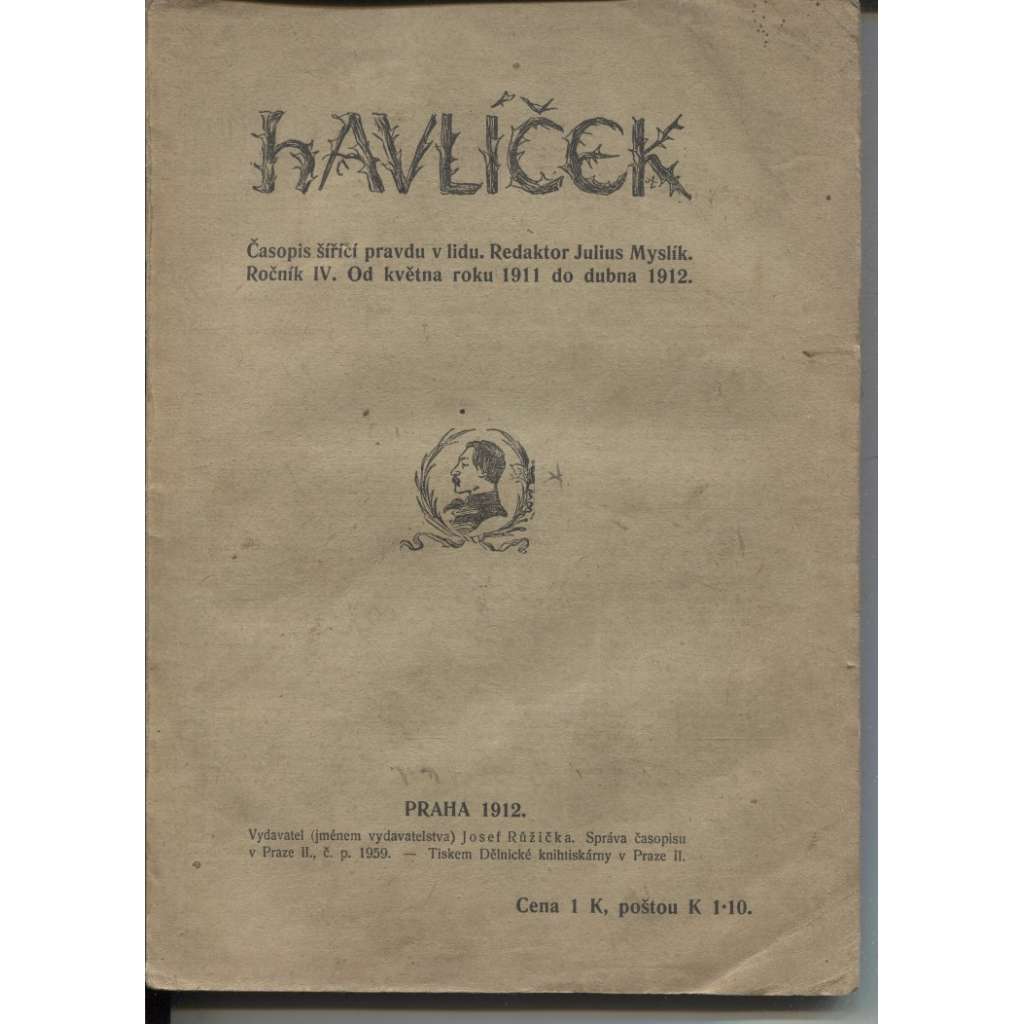 HAVLÍČEK
Časopis šířící pravdu v lidu. Redaktor Julius Myslík.
Ročník IV. Od května roku 1911 do dubna 1912.
PRAHA 1912.
Vydavatel (jménem vydavatelstva) Josef Růžička. Správa časopisu
v Praze II., č. p. 1959. — Tiskem Dělnické knihtiskárny v Praze II.
Cena 1 K, poštou K 1·10.